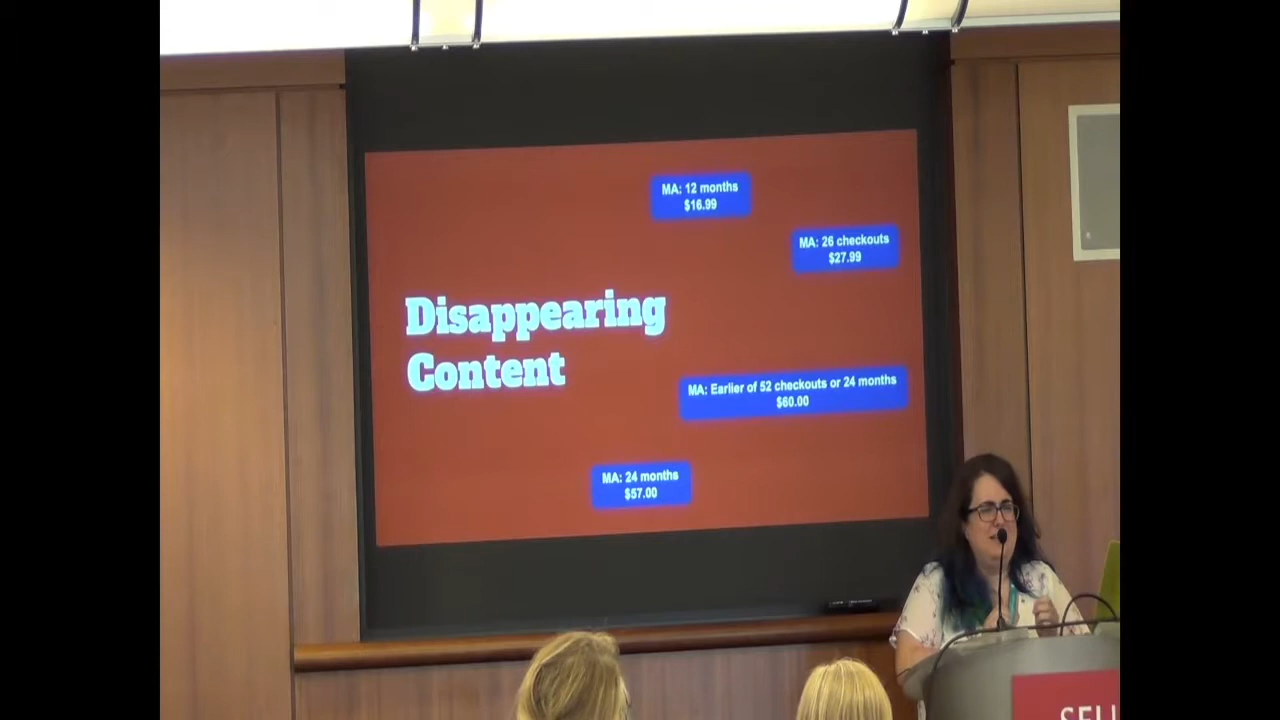 MA: 12 months
$16.99
MA: 26 checkouts
$27.99
Disappearing
Content
MA: Earlier of 52 checkouts or 24 months
$60.00
MA: 24 months
$57.00